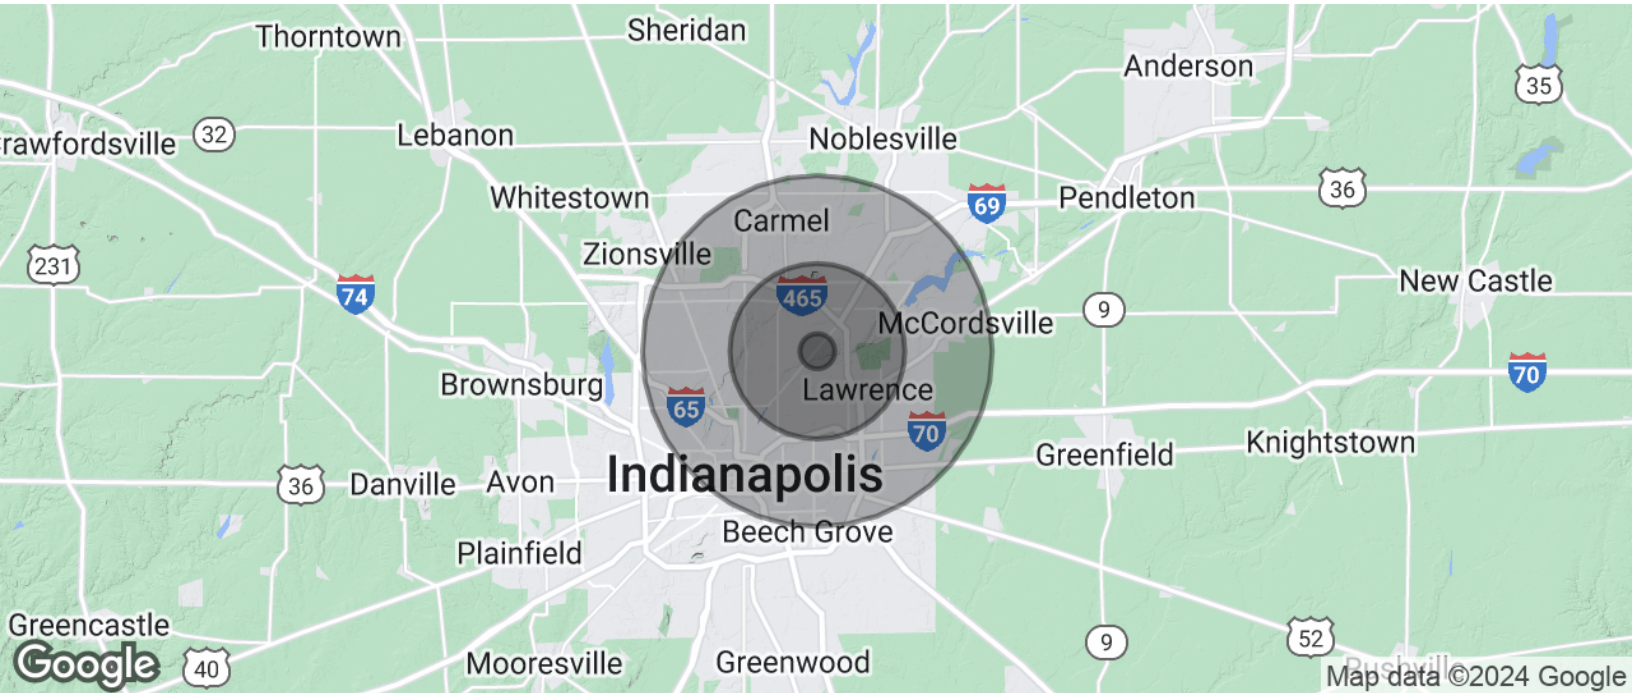 Sheridan
Thorntown
Anderson
35
32
Lebanon
Noblesville
rawfordsville
36
Whitestown
69
Pendleton
Carmel
Zionsville
231
New Castle
74
465
9
McCordsville
70
Brownsburg
Lawrence
65
70
Knightstown
Greenfield
Indianapolis
36
Danville
Avon
Beech Grove
Plainfield
Greencastle
52
9
Google
40
Mooresville
Greenwood
Rushville
Map data ©2024 Google